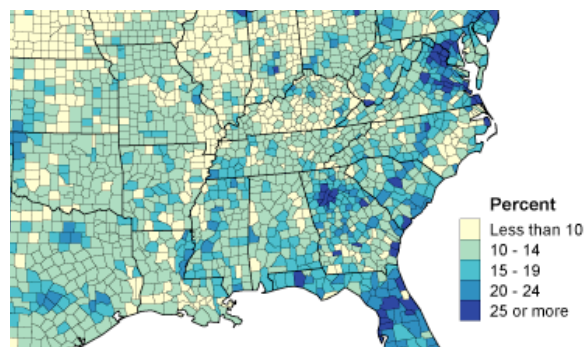 Percent
Less than 10
10 - 14
15 - 19
20 - 24
25 or more